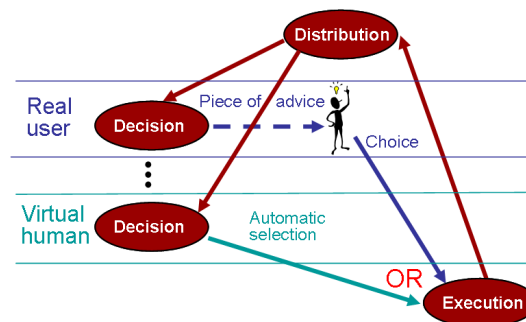 Distribution
Real
user
Piece of advice
Decision
Choice
Virtual
human
Decision
Automatic
selection
OR
Execution